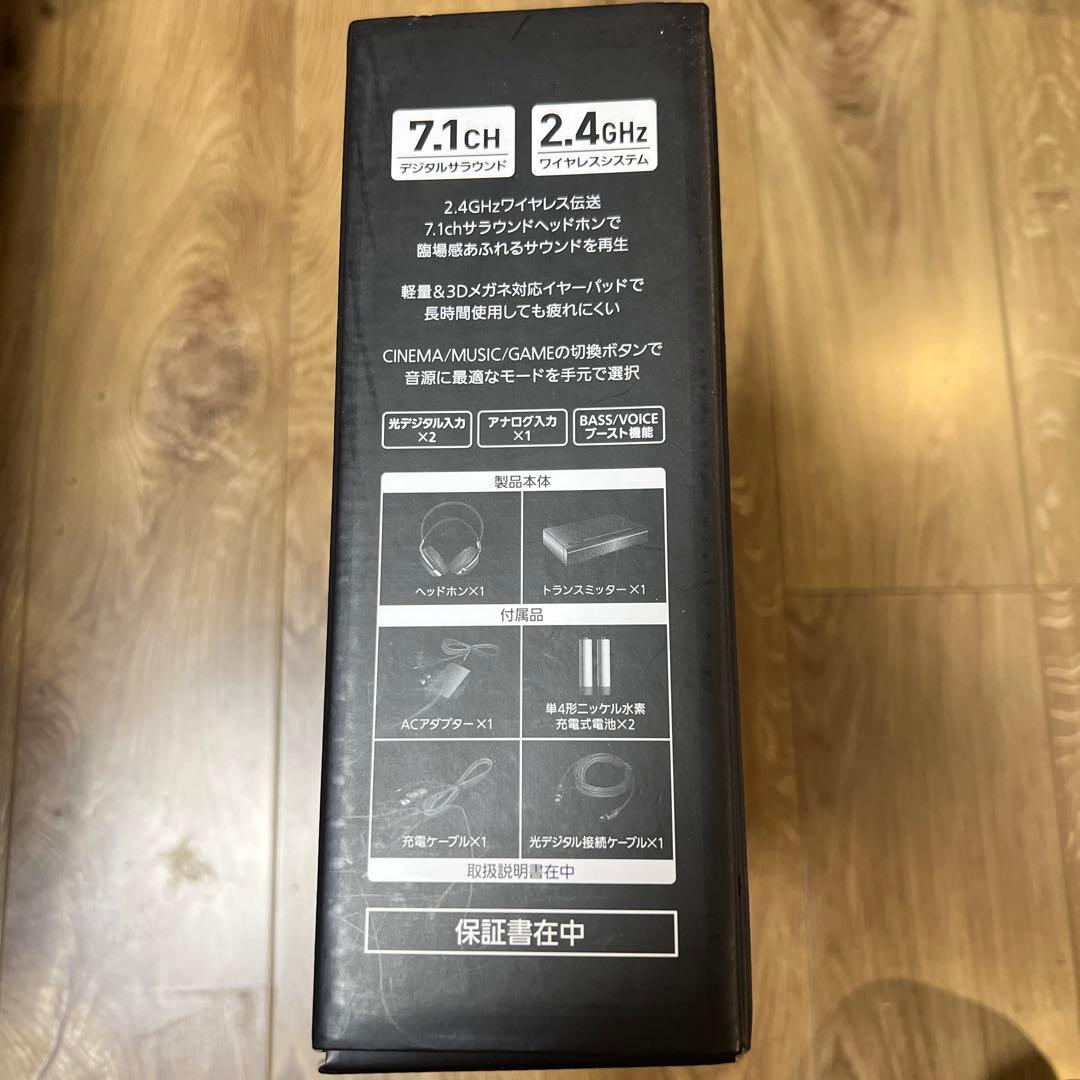 7.1CH
デジタルサラウンド
2.4GHz
ワイヤレスシステム
2.4GHzワイヤレス伝送
7.1chサラウンドヘッドホンで
臨場感あふれるサウンドを再生
軽量&3Dメガネ対応イヤーパッドで
長時間使用しても疲れにくい
CINEMA/MUSIC/GAMEの切換ボタンで
音源に最適なモードを手元で選択
光デジタル入力
×2
アナログ入力
×1
BASS/VOICE
ブースト機能
製品本体
ヘッドホン×1
トランスミッター×1
付属品
ACアダプター×1
単4形ニッケル水素
充電式電池×2
充電ケーブル×1
光デジタル接続ケーブル×1
取扱説明書在中
保証書在中